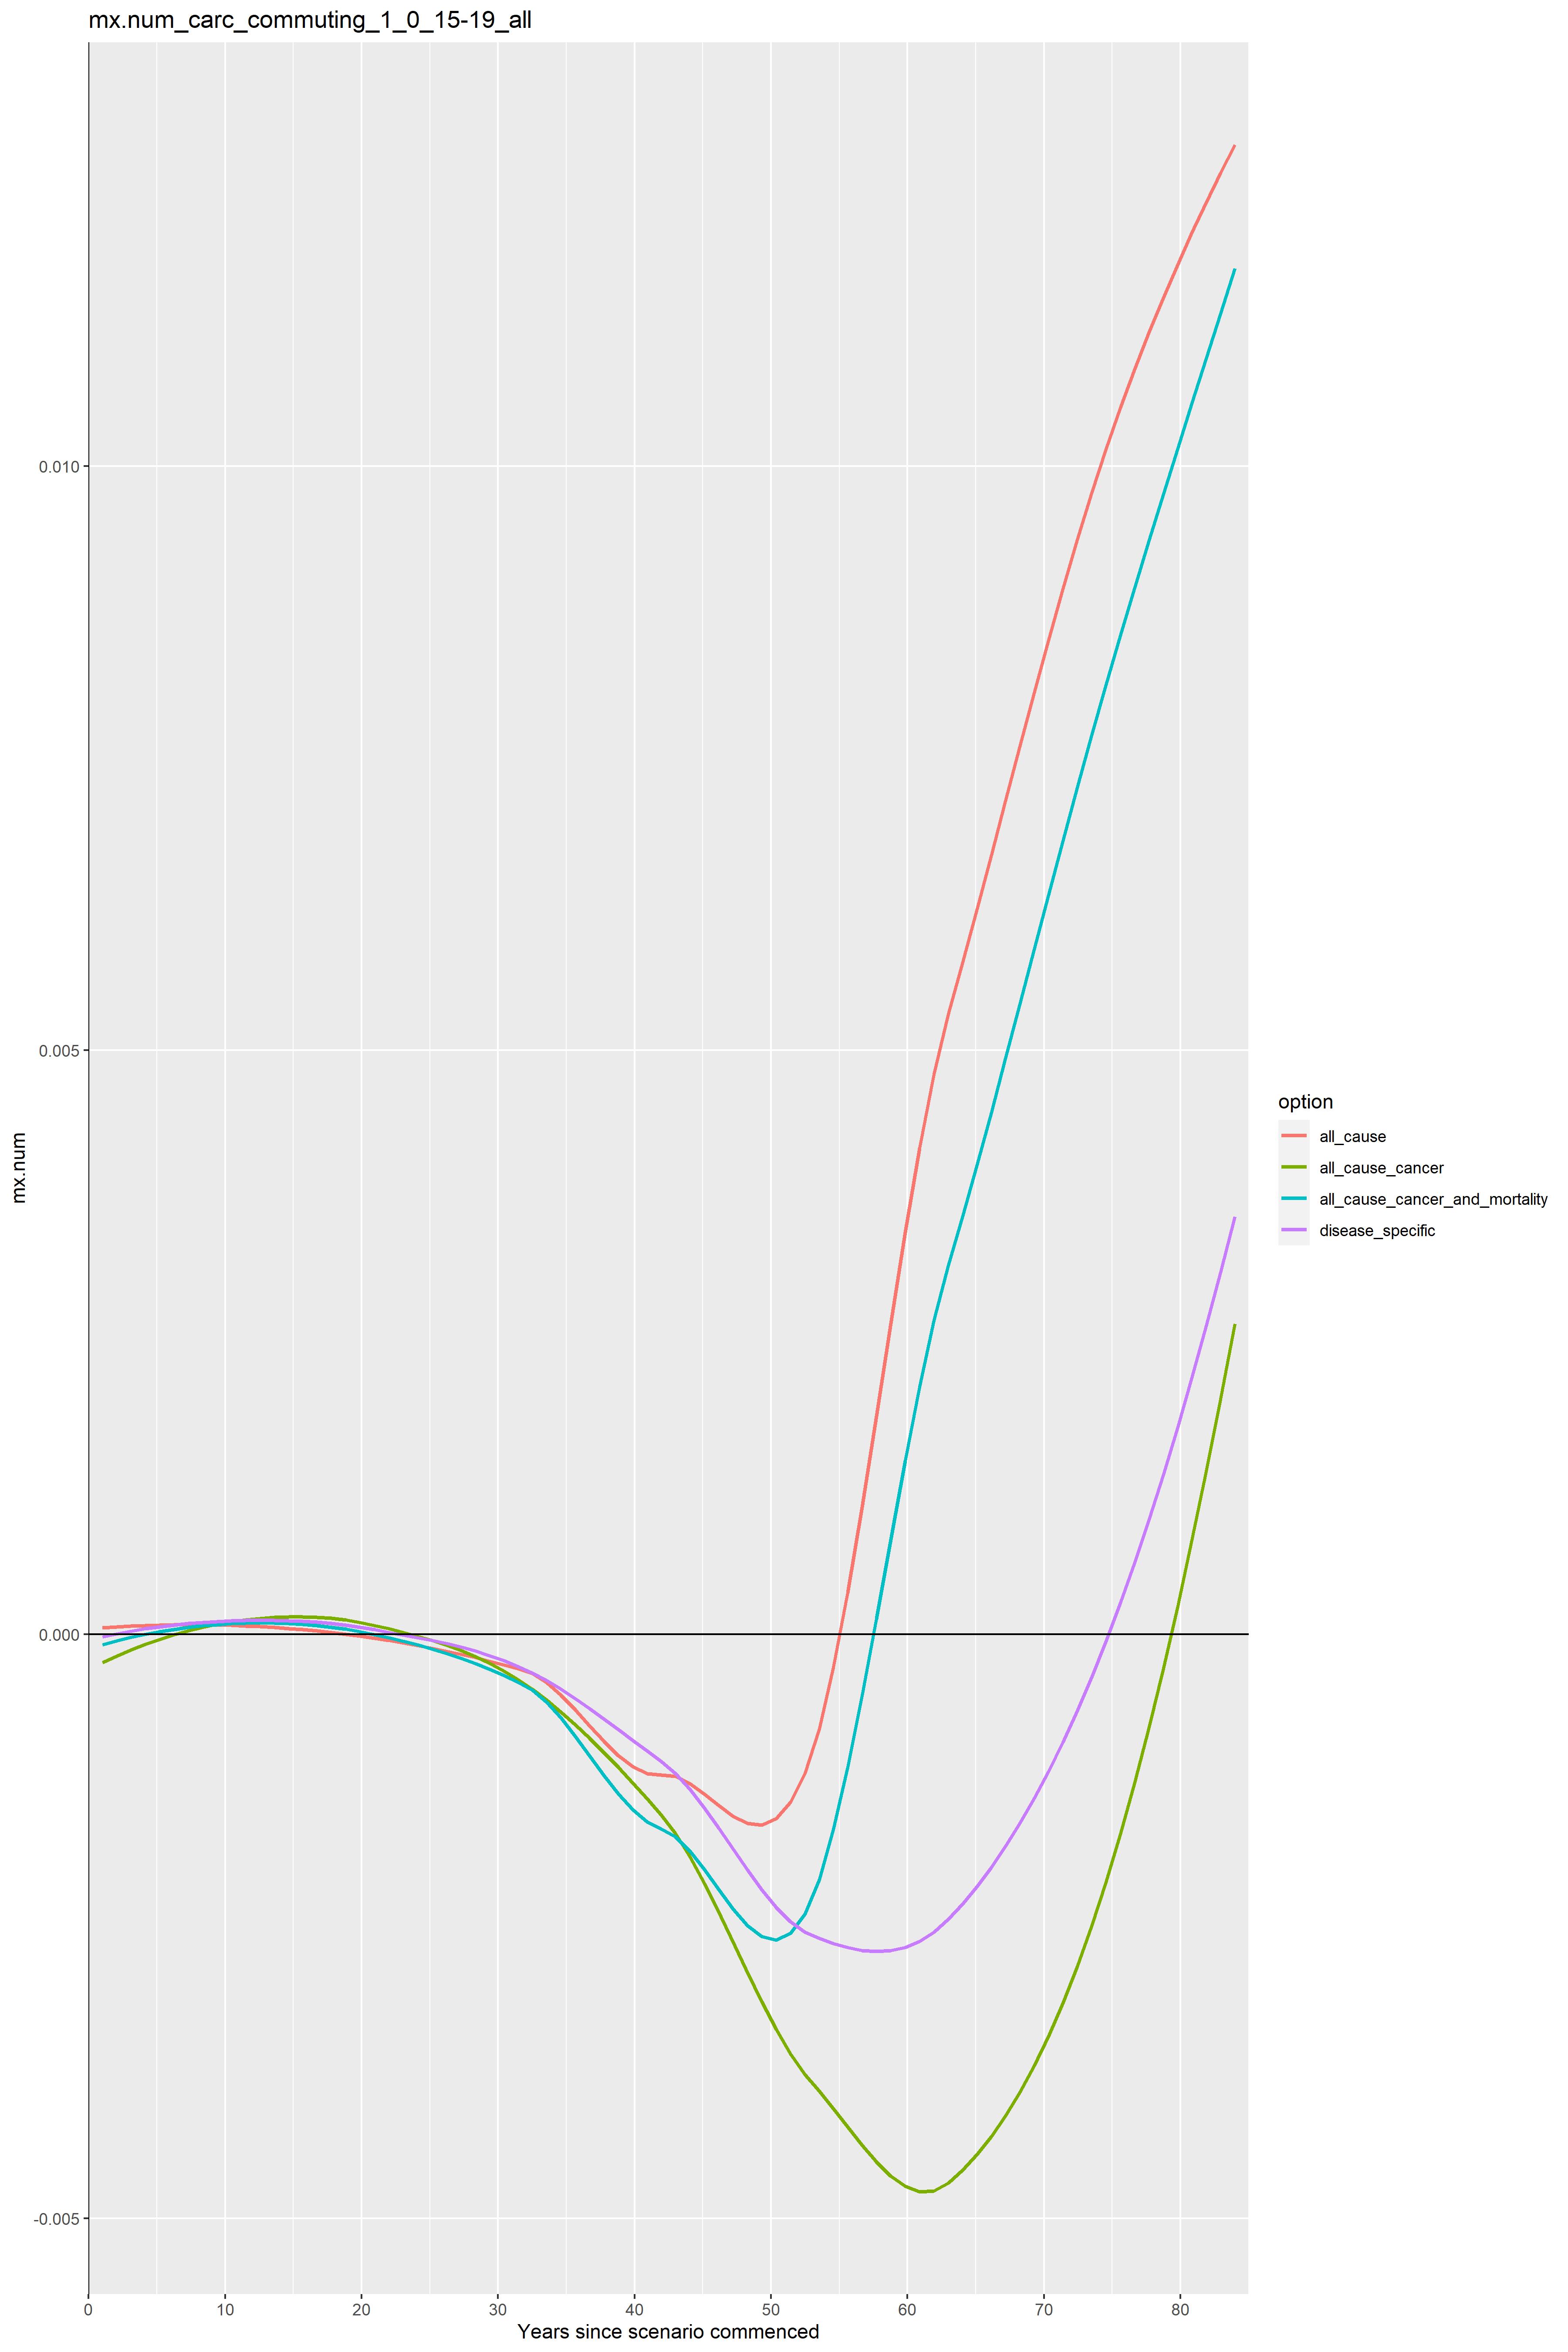 mx.num_carc_commuting_1_0_15-19_all
0.010
0.005
0.000
-0.005
mx.num
0 10 20 30 40 50 60 70 80
Years since scenario commenced
option
all_cause
all_cause_cancer
all_cause_cancer_and_mortality
disease_specific